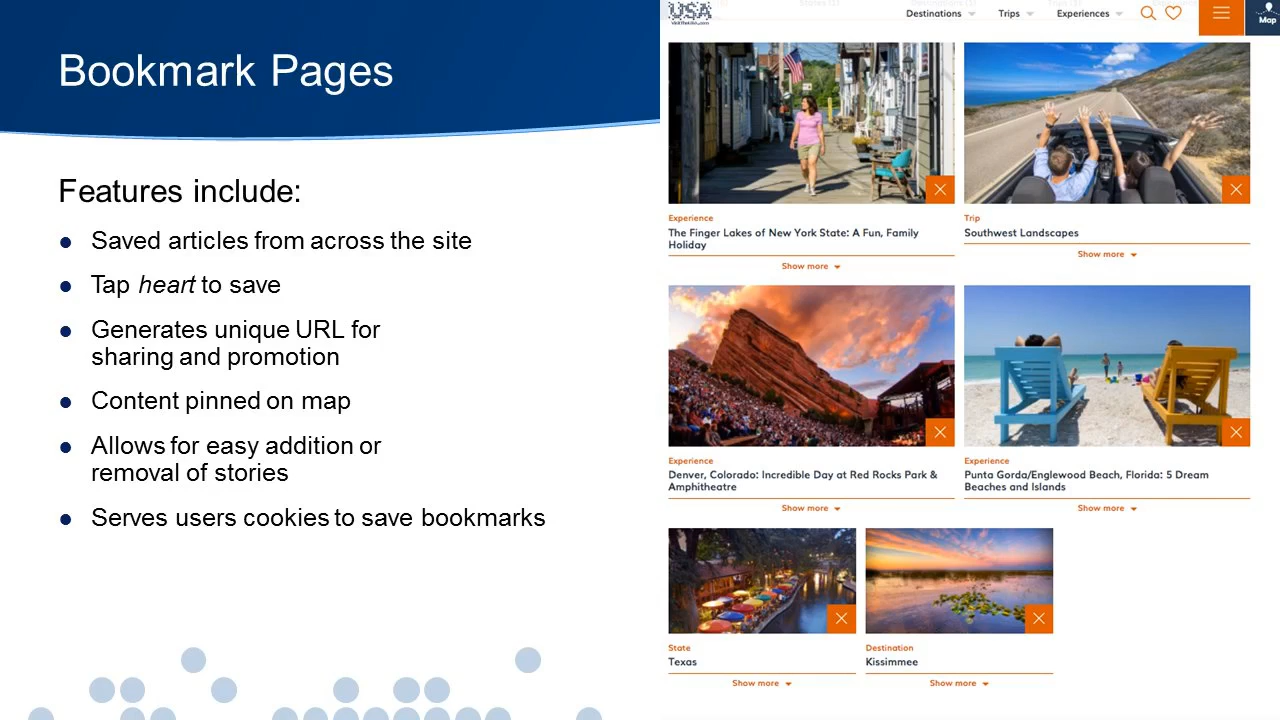 Bookmark Pages
Features include:
Saved articles from across the site
Tap heart to save
Generates unique URL for
sharing and promotion
Content pinned on map
Allows for easy addition or
removal of stories
Serves users cookies to save bookmarks
USA
Destinations
Trips
Experiences
Map
Experience
The Finger Lakes of New York State: A Fun, Family
Holiday
Show more
Trip
Southwest Landscapes
Show more
Experience
Denver, Colorado: Incredible Day at Red Rocks Park &
Amphitheatre
Show more
Experience
Punta Gorda/Englewood Beach, Florida: 5 Dream
Beaches and Islands
Show more
State
Texas
Show more
Destination
Kissimmee
Show more